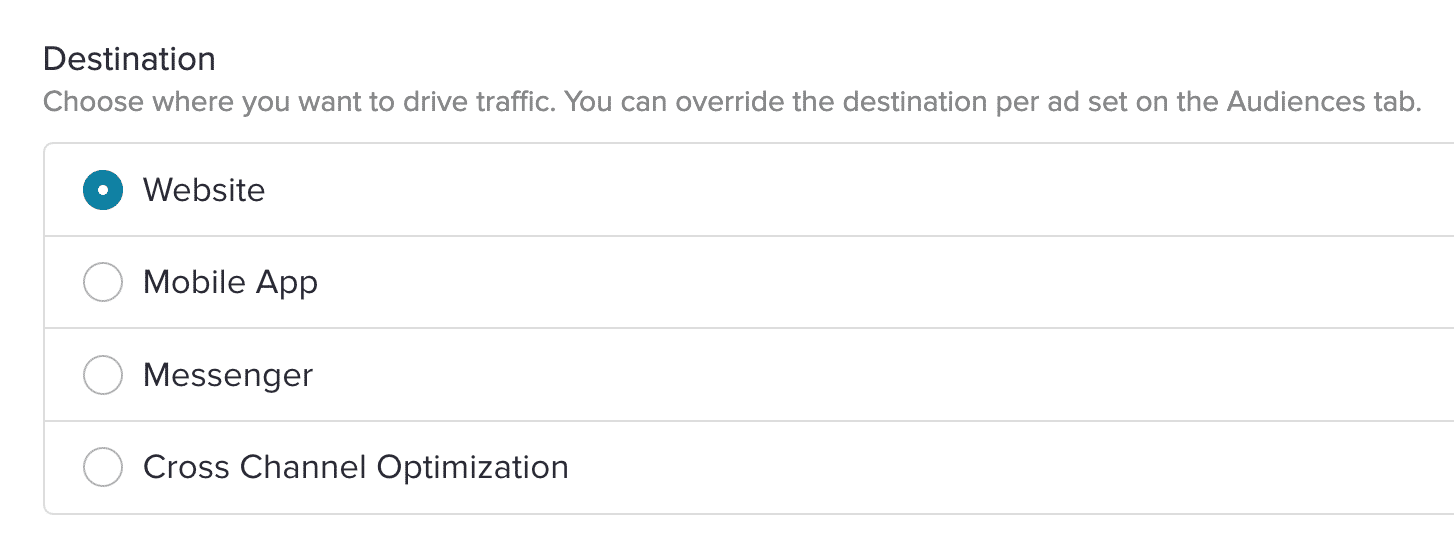 Destination
Choose where you want to drive traffic. You can override the destination per ad set on the Audiences tab.
Website
Mobile App
Messenger
Cross Channel Optimization